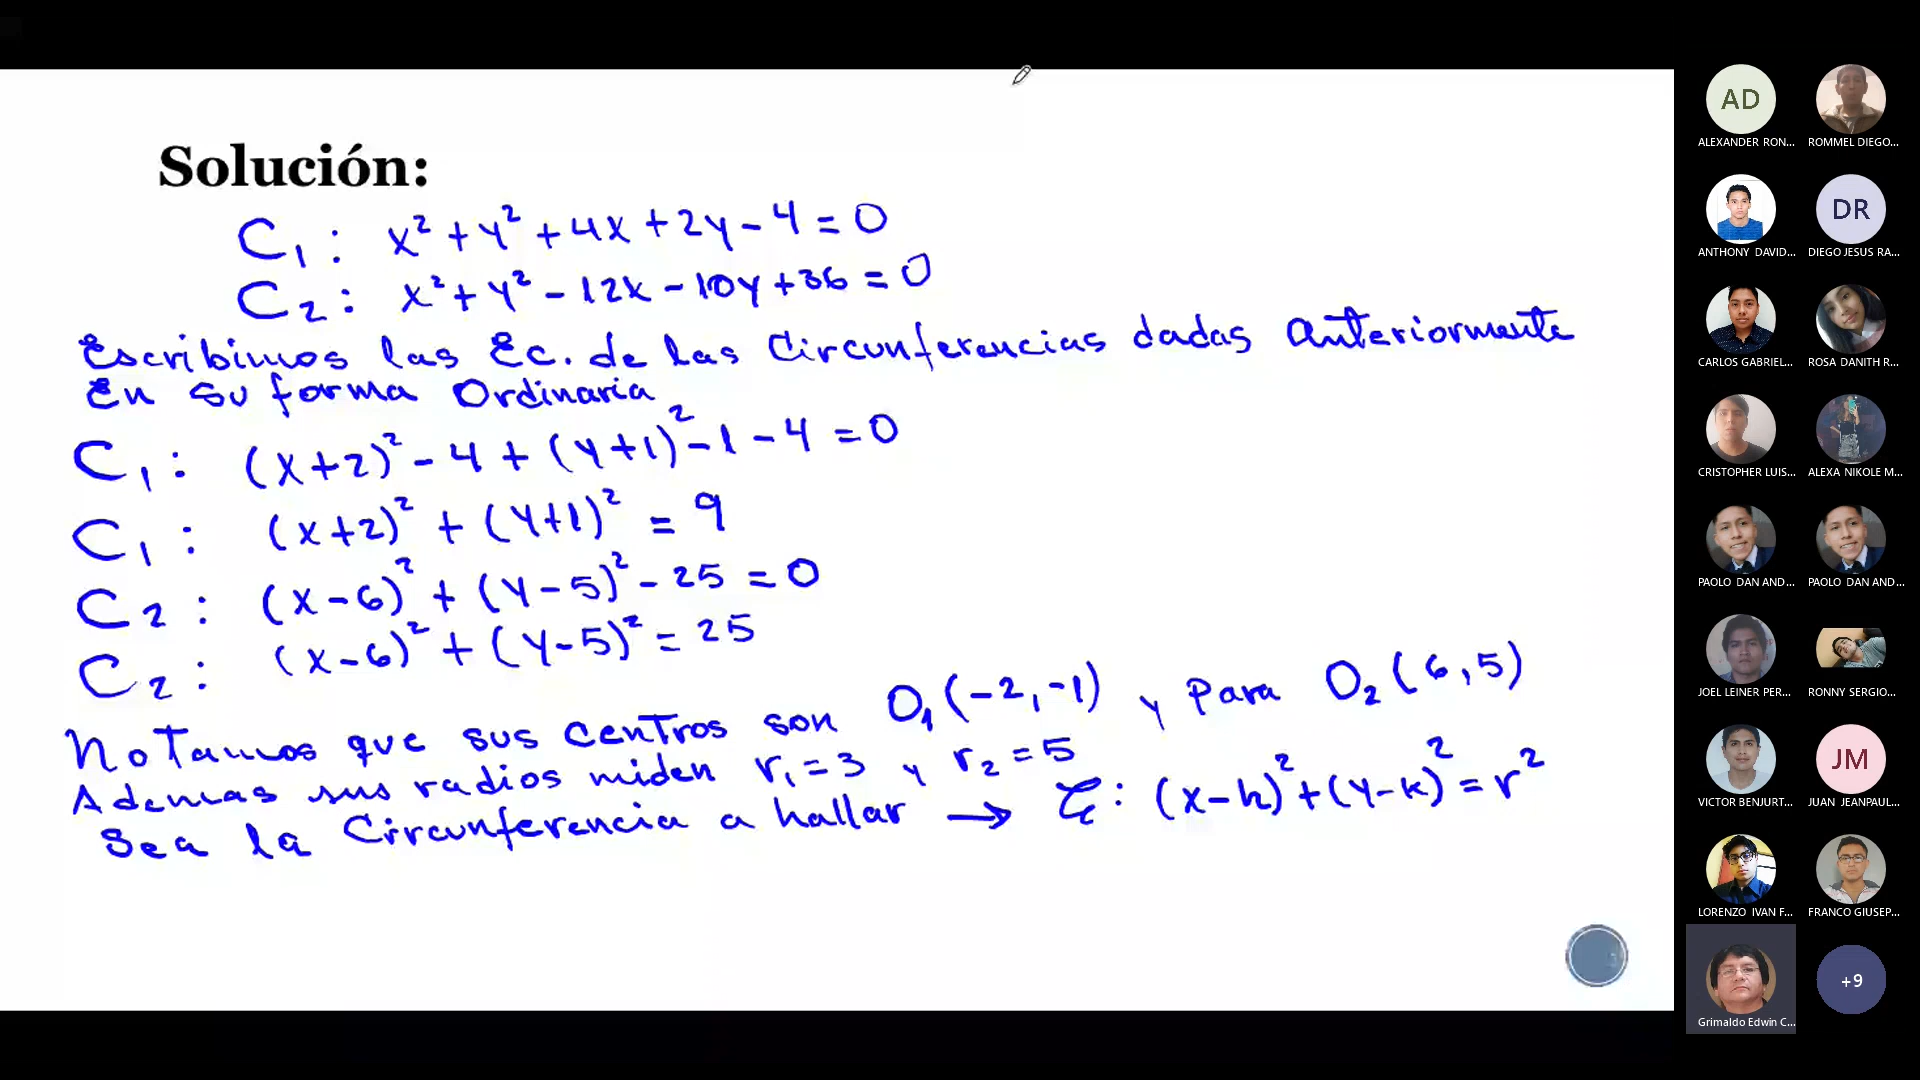 Solución:
C₁ : x² + y² + 4x + 2y - 4 = 0
C₂ : x² + y² - 12x - 10y + 36 = 0
Escribimos las Ec. de las Circunferencias dadas anteriormente
En su forma Ordinaria
C₁ : (x+2)² - 4 + (y+1)² - 1 - 4 = 0
C₁ : (x+2)² + (y+1)² = 9
C₂ : (x-6)² + (y-5)² - 25 = 0
C₂ : (x-6)² + (y-5)² = 25
Notamos que sus centros son O₁(-2,-1) y para O₂(6,5)
Ademas sus radios miden r₁=3 y r₂=5
Sea la Circunferencia a hallar → C : (x-h)² + (y-k)² = r²
AD
ALEXANDER RON...
ROMMEL DIEGO...
ANTHONY DAVID...
DR
DIEGO JESUS RA...
CARLOS GABRIEL...
ROSA DANITH R...
CRISTOPHER LUIS...
ALEXA NIKOLE M...
PAOLO DAN AND...
PAOLO DAN AND...
JOEL LEINER PER...
RONNY SERGIO...
VICTOR BENJURT...
JM
JUAN JEANPAUL...
LORENZO IVAN F...
FRANCO GIUSEP...
Grimaldo Edwin C...
+9